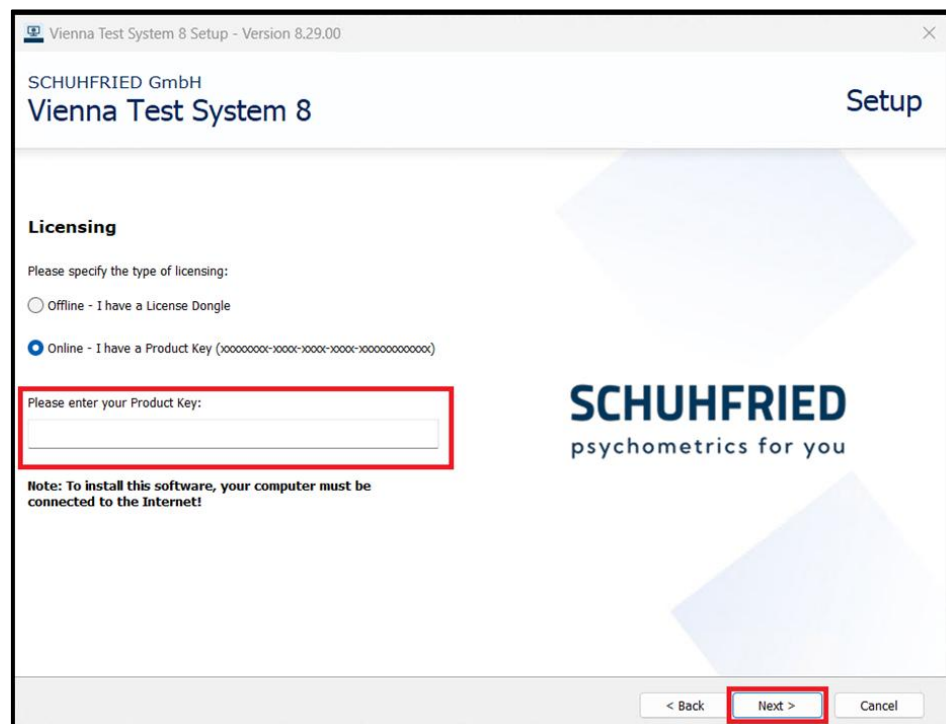 Vienna Test System 8 Setup - Version 8.29.00
SCHUHFRIED GmbH
Vienna Test System 8
Setup
Licensing
Please specify the type of licensing:
Offline - I have a License Dongle
Online - I have a Product Key (xxxxxxxx-xxxx-xxxx-xxxx-xxxxxxxxxxxx)
Please enter your Product Key:
SCHUHFRIED
psychometrics for you
Note: To install this software, your computer must be
connected to the Internet!
< Back
Next >
Cancel